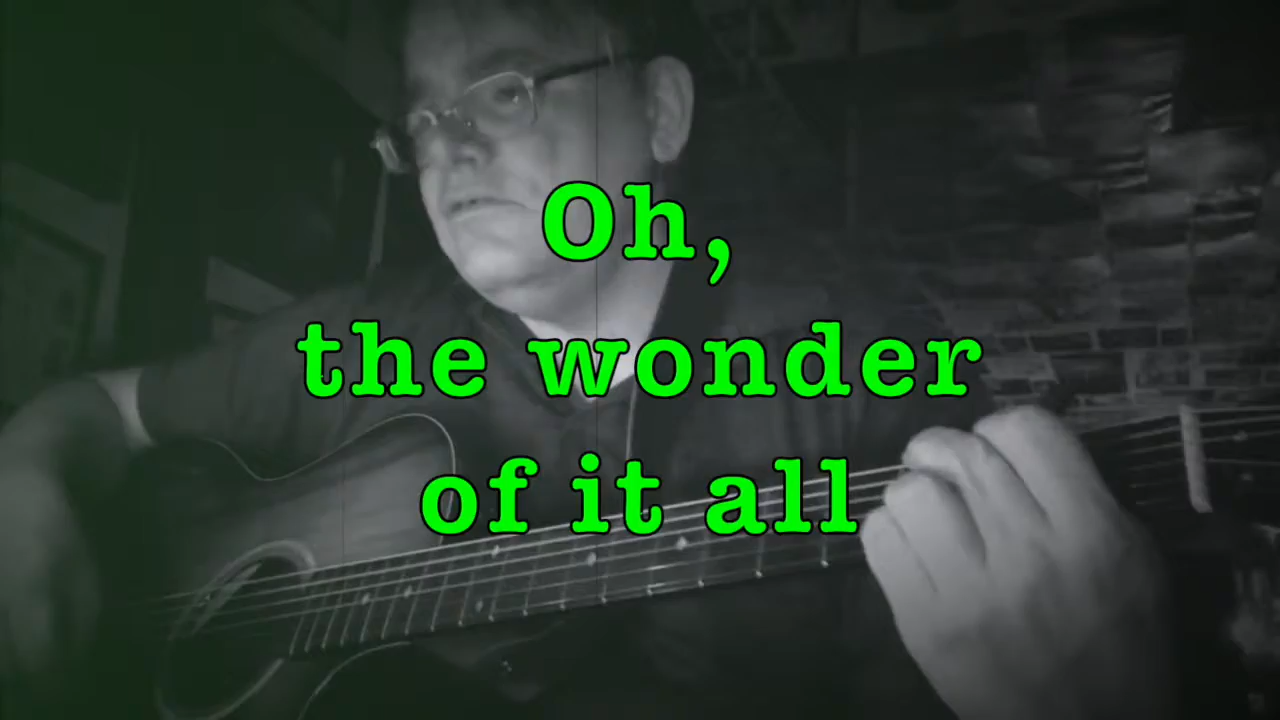 Oh,
the wonder
of it all